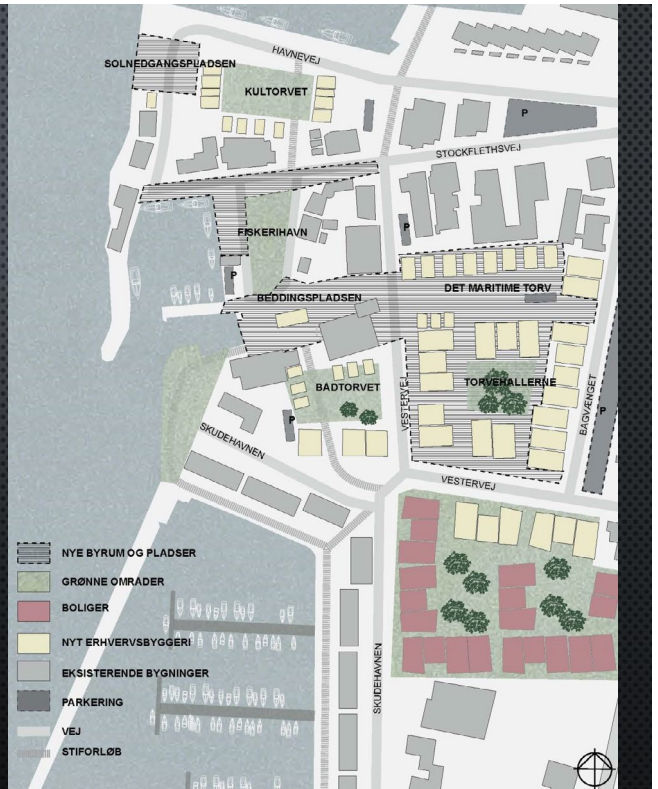 SOLNEDGANGSPLADSEN
HAVNEVEJ
KULTORVET
P
STOCKFLETHSVEJ
FISKERIHAVN
P
P
BEDDINGSPLADSEN
DET MARITIME TORV
BÅDTORVET
TORVEHALLERNE
VESTERVEJ
BAGVÆNGET
P
P
SKUDEHAVNEN
VESTERVEJ
SKUDEHAVNEN
NYE BYRUM OG PLADSER
GRØNNE OMRÅDER
BOLIGER
NYT ERHVERVSBYGGERI
EKSISTERENDE BYGNINGER
PARKERING
VEJ
STIFORLØB